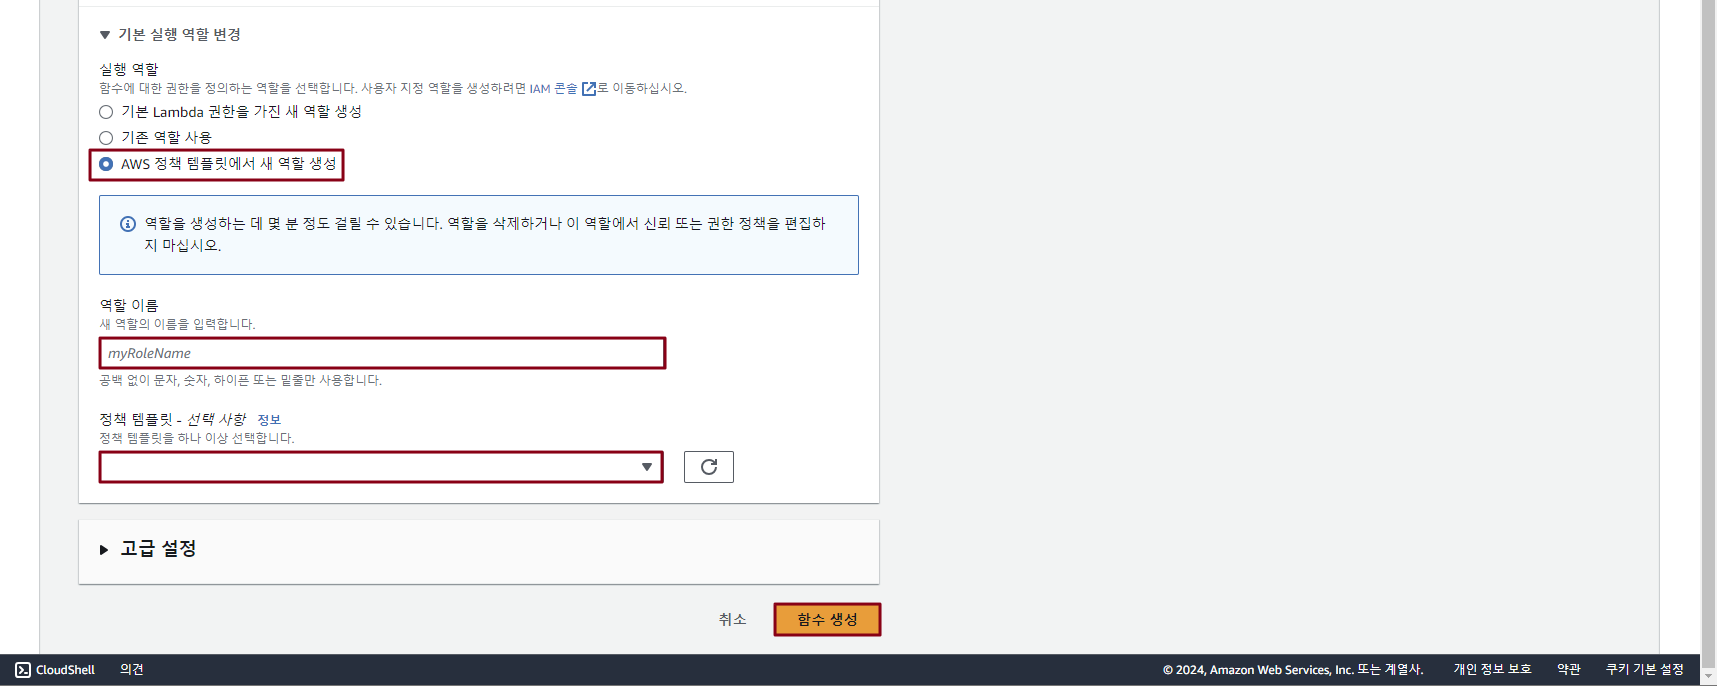 기본 실행 역할 변경
실행 역할
함수에 대한 권한을 정의하는 역할을 선택합니다. 사용자 지정 역할을 생성하려면 IAM 콘솔 로 이동하십시오.
기본 Lambda 권한을 가진 새 역할 생성
기존 역할 사용
AWS 정책 템플릿에서 새 역할 생성
역할을 생성하는 데 몇 분 정도 걸릴 수 있습니다. 역할을 삭제하거나 이 역할에서 신뢰 또는 권한 정책을 편집하
지 마십시오.
역할 이름
새 역할의 이름을 입력합니다.
myRoleName
공백 없이 문자, 숫자, 하이픈 또는 밑줄만 사용합니다.
정책 템플릿 - 선택 사항 정보
정책 템플릿을 하나 이상 선택합니다.
고급 설정
취소 함수 생성
CloudShell 의견 © 2024, Amazon Web Services, Inc. 또는 계열사. 개인 정보 보호 약관 쿠키 기본 설정